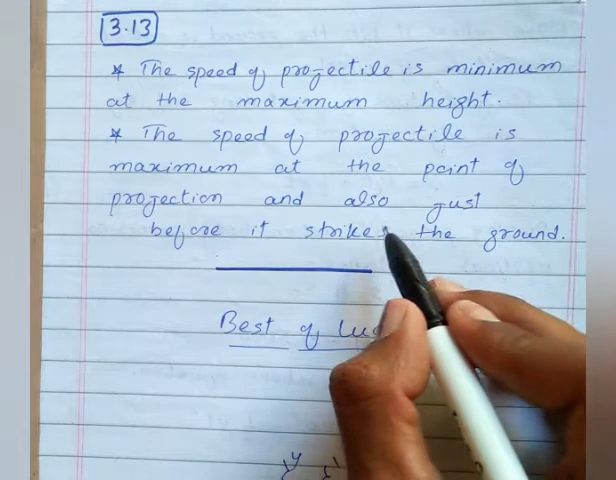 3.13
* The speed of projectile is minimum
at the maximum height.
* The speed of projectile is
maximum at the point of
projection and also just
before it strikes the ground.
Best of
y